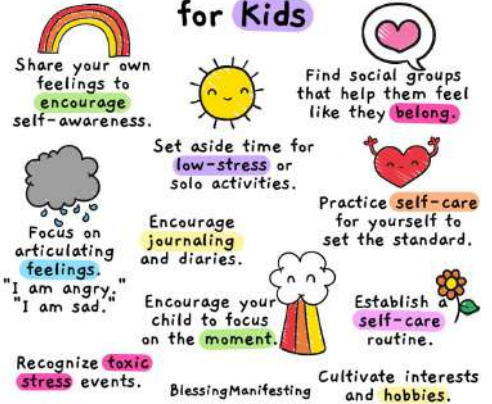 for Kids
Share your own
feelings to
encourage
self-awareness.
Find social groups
that help them feel
like they belong.
Set aside time for
low-stress or
solo activities.
Practice self-care
for yourself to
set the standard.
Focus on
articulating
feelings.
"I am angry."
"I am sad."
Encourage
journaling
and diaries.
Encourage your
child to focus
on the moment.
Establish a
self-care
routine.
Recognize toxic
stress events.
BlessingManifesting
Cultivate interests
and hobbies.